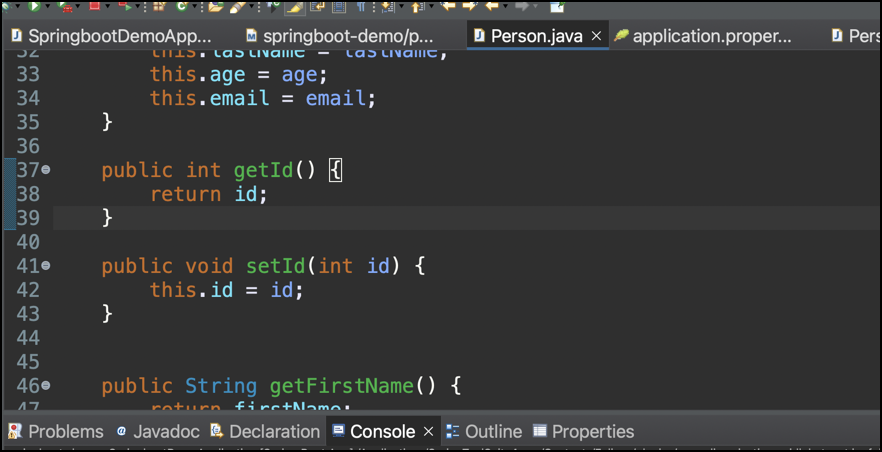 SpringbootDemoApp... springboot-demo/p... Person.java application.proper... Pers
32 this.lastName = lastName;
33 this.age = age;
34 this.email = email;
35 }
36
37 public int getId() {
38 return id;
39 }
40
41 public void setId(int id) {
42 this.id = id;
43 }
44
45
46 public String getFirstName() {
47 return firstName;
Problems @ Javadoc Declaration Console Outline Properties